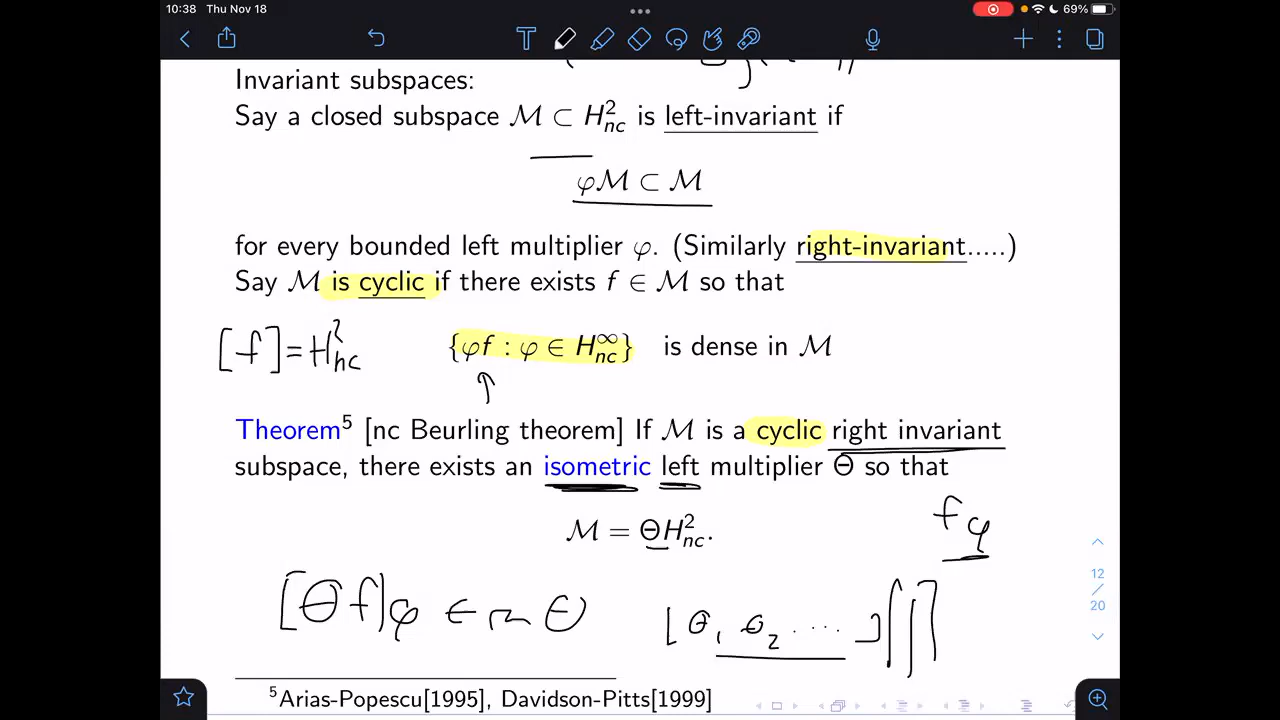 10:38 Thu Nov 18
69%
Invariant subspaces:
Say a closed subspace ℳ ⊂ H²_nc is left-invariant if
φℳ ⊂ ℳ
for every bounded left multiplier φ. (Similarly right-invariant.....)
Say ℳ is cyclic if there exists f ∈ ℳ so that
[f] = H²_nc {φf : φ ∈ H^∞_nc} is dense in ℳ
Theorem⁵ [nc Beurling theorem] If ℳ is a cyclic right invariant
subspace, there exists an isometric left multiplier Θ so that
ℳ = ΘH²_nc.
fφ
[Θf]φ ∈ ran Θ
[Θ₁ Θ₂ ..... ]
12
/
20
⁵Arias-Popescu[1995], Davidson-Pitts[1999]